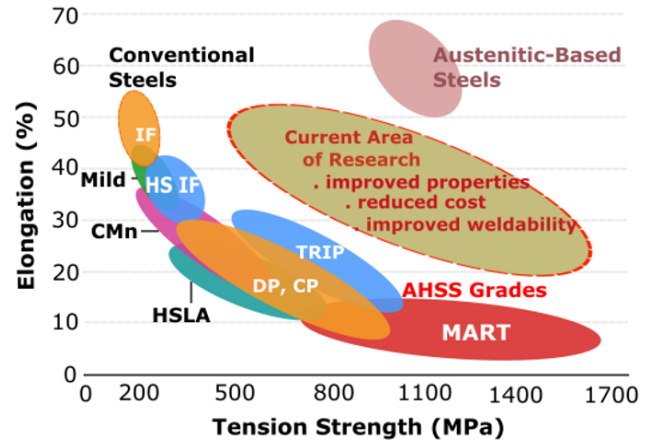 70
60
50
40
30
20
10
0
Elongation (%)
Conventional
Steels
Austenitic-Based
Steels
IF
Current Area
of Research
. improved properties
. reduced cost
. improved weldability
Mild
HS IF
CMn
TRIP
DP, CP
AHSS Grades
HSLA
MART
0 200 500 800 1100 1400 1700
Tension Strength (MPa)